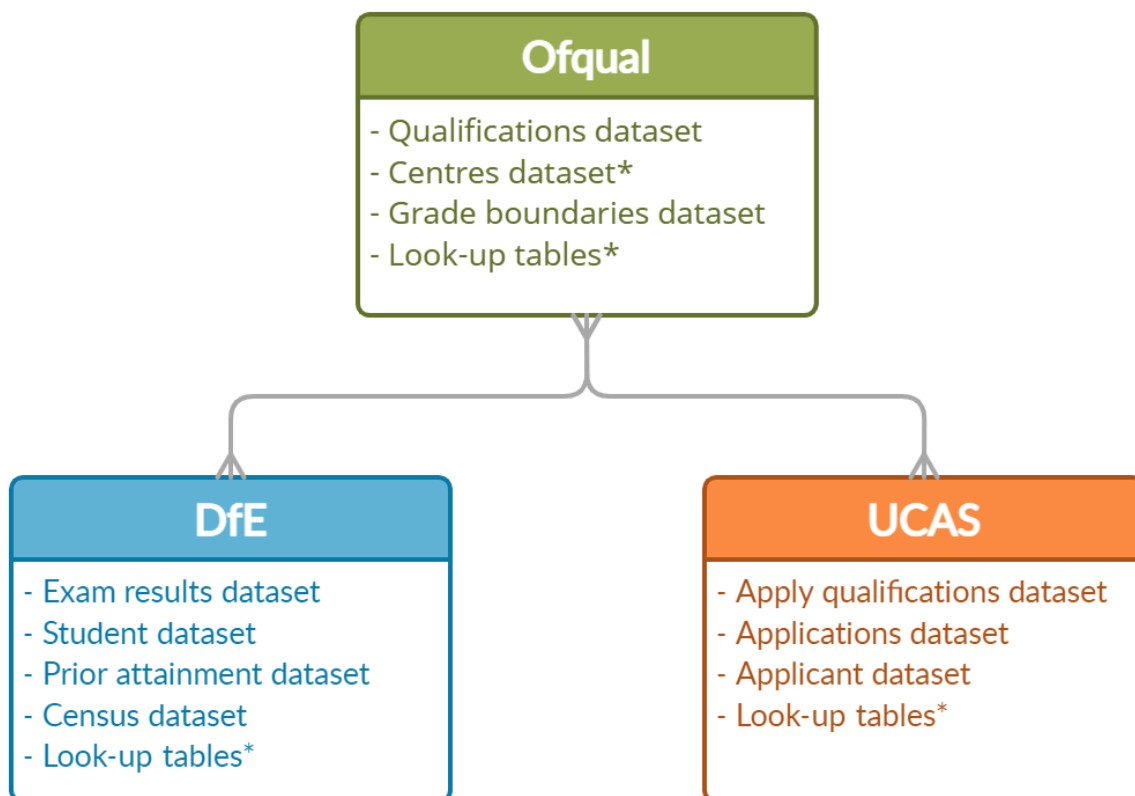 Ofqual
- Qualifications dataset
- Centres dataset*
- Grade boundaries dataset
- Look-up tables*
DfE
- Exam results dataset
- Student dataset
- Prior attainment dataset
- Census dataset
- Look-up tables*
UCAS
- Apply qualifications dataset
- Applications dataset
- Applicant dataset
- Look-up tables*